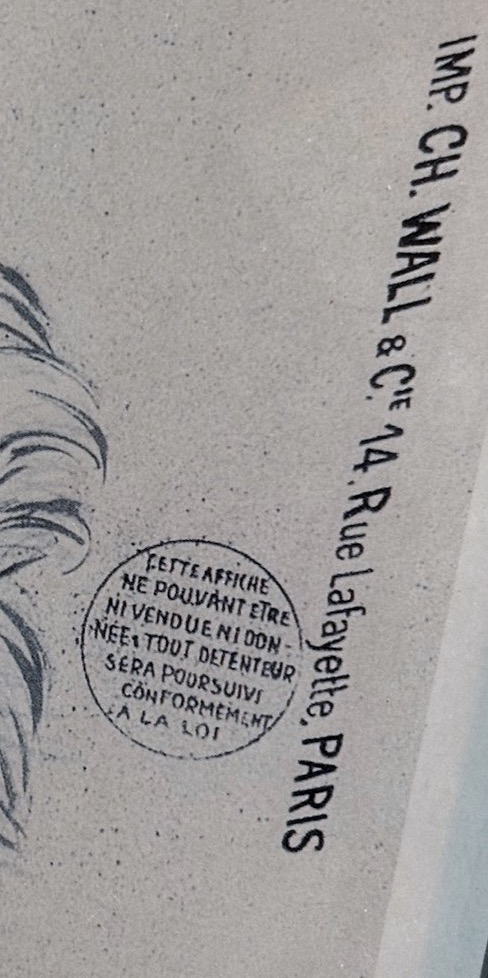 IMP. CH. WALL & Cⁱᴱ. 14. Rue Lafayette, PARIS
CETTE AFFICHE
NE POUVANT ETRE
NI VENDUE NI DON-
NÉE, TOUT DETENTEUR
SERA POURSUIVI
CONFORMEMENT
A LA LOI